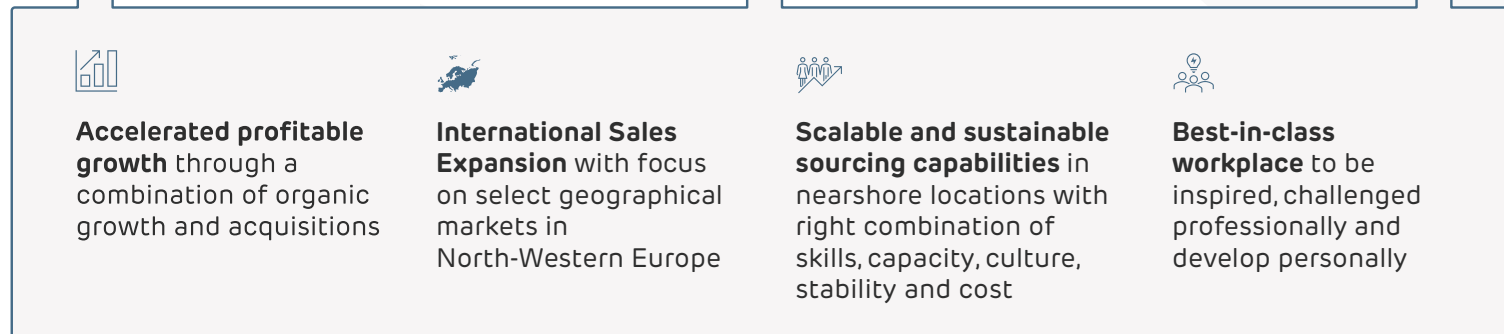 Accelerated profitable
growth through a
combination of organic
growth and acquisitions
International Sales
Expansion with focus
on select geographical
markets in
North-Western Europe
Scalable and sustainable
sourcing capabilities in
nearshore locations with
right combination of
skills, capacity, culture,
stability and cost
Best-in-class
workplace to be
inspired, challenged
professionally and
develop personally